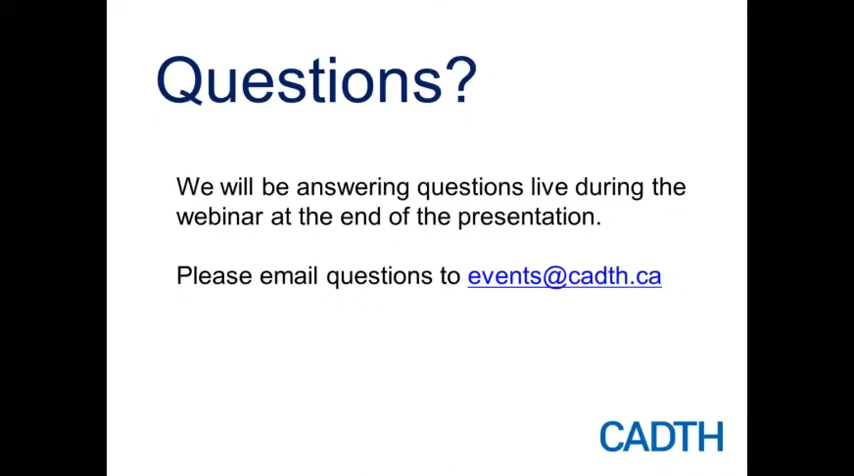 Questions?
We will be answering questions live during the
webinar at the end of the presentation.
Please email questions to events@cadth.ca
CADTH